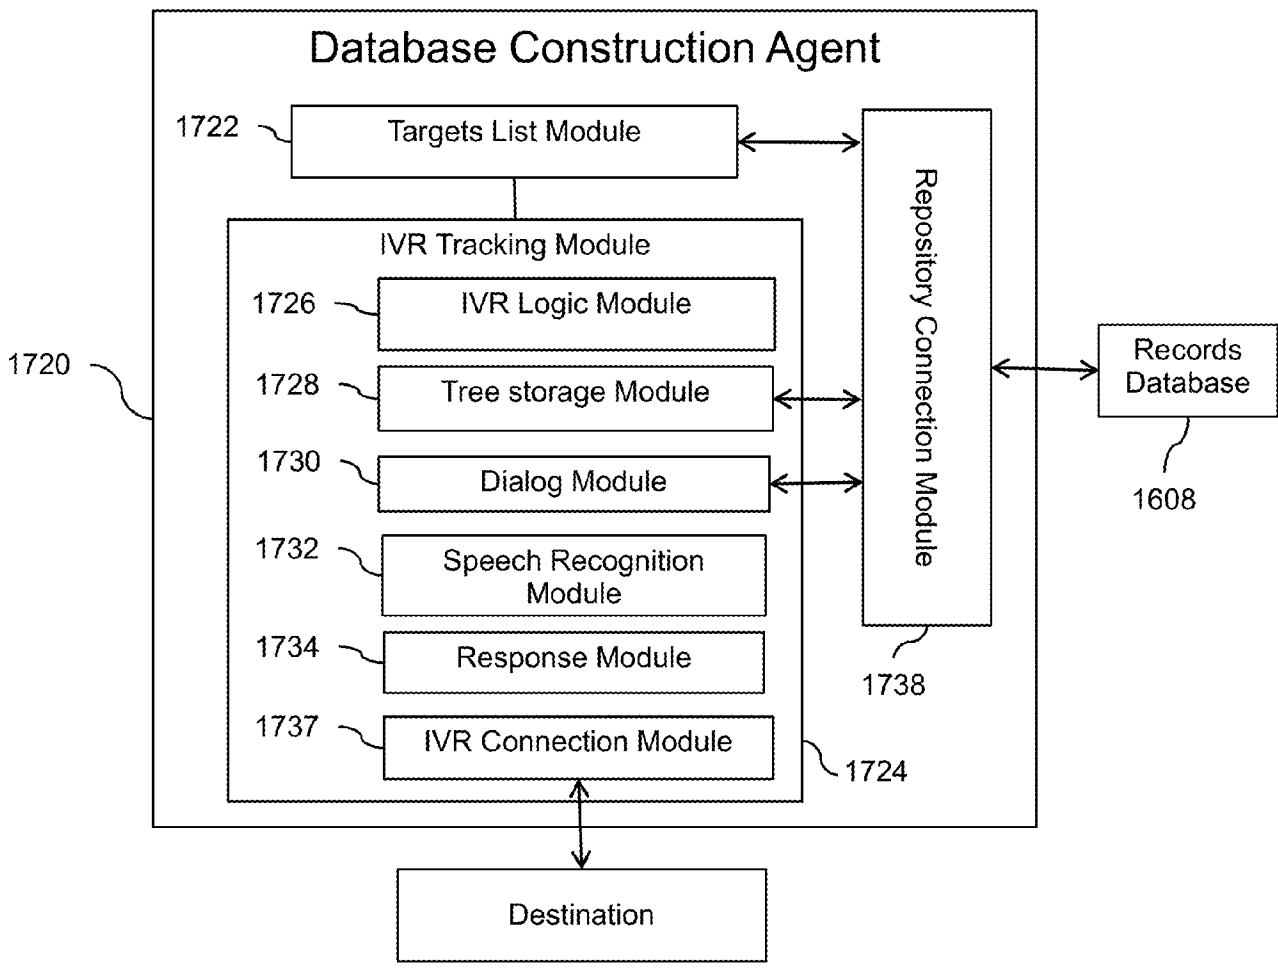 Database Construction Agent
1722
Targets List Module
IVR Tracking Module
1726
IVR Logic Module
1728
Tree storage Module
1730
Dialog Module
1732
Speech Recognition
Module
1734
Response Module
1737
IVR Connection Module
1720
Repository Connection Module
1738
1724
Records
Database
1608
Destination